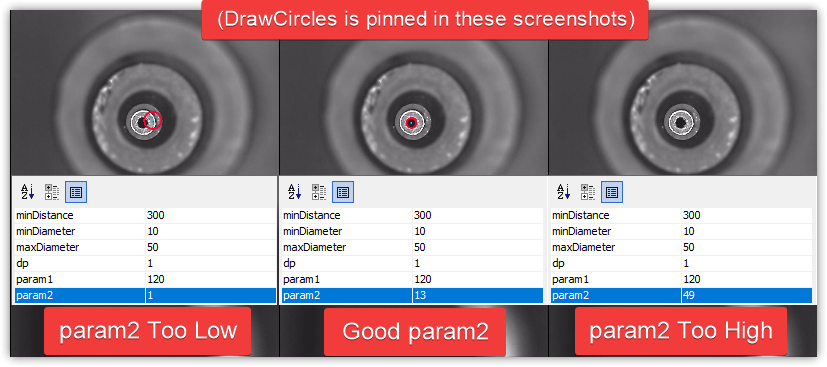 (DrawCircles is pinned in these screenshots)
minDistance 300
minDiameter 10
maxDiameter 50
dp 1
param1 120
param2 1
param2 Too Low
minDistance 300
minDiameter 10
maxDiameter 50
dp 1
param1 120
param2 13
Good param2
minDistance 300
minDiameter 10
maxDiameter 50
dp 1
param1 120
param2 49
param2 Too High